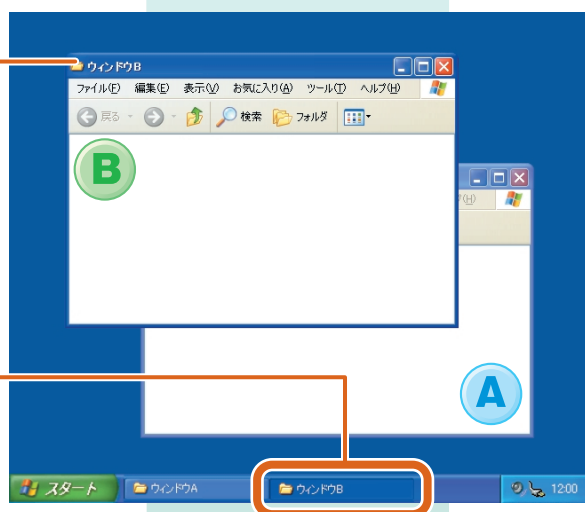 ウィンドウB
ファイル(F) 編集(E) 表示(V) お気に入り(A) ツール(T) ヘルプ(H)
戻る 検索 フォルダ
B
(H)
A
スタート ウィンドウA ウィンドウB 12:00